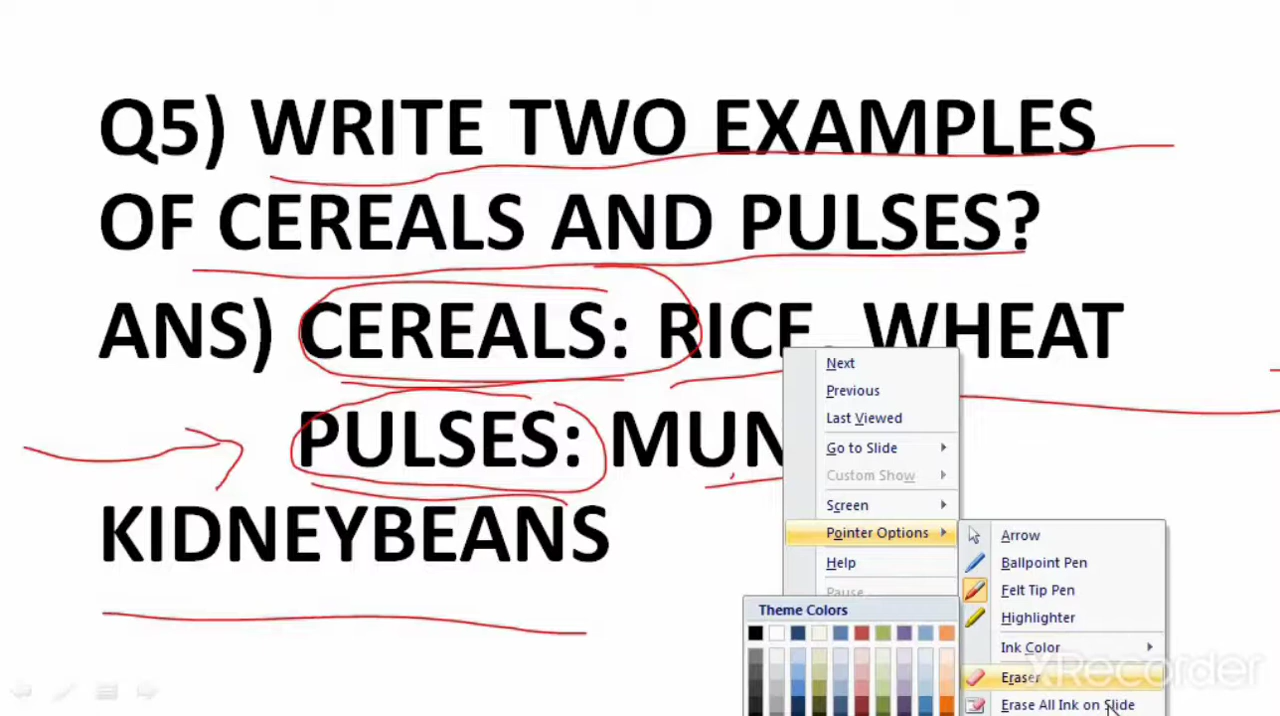 Q5) WRITE TWO EXAMPLES
OF CEREALS AND PULSES?
ANS) CEREALS: RICE, WHEAT
PULSES: MUN
KIDNEYBEANS
Next
Previous
Last Viewed
Go to Slide
Custom Show
Screen
Pointer Options
Help
Pause
Arrow
Ballpoint Pen
Felt Tip Pen
Highlighter
Ink Color
Eraser
Erase All Ink on Slide
Theme Colors
XRecorder